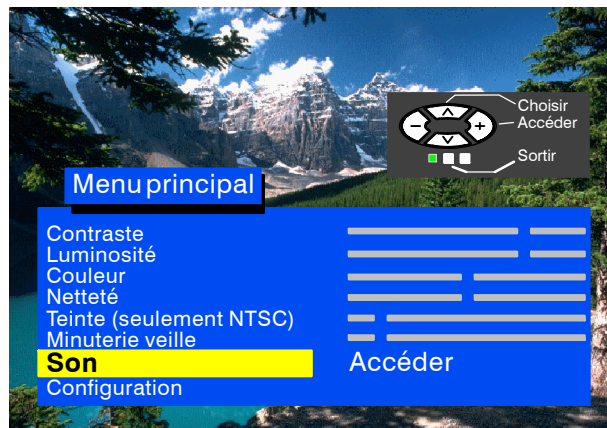 Choisir
Accéder
Sortir
Menu principal
Contraste
Luminosité
Couleur
Netteté
Teinte (seulement NTSC)
Minuterie veille
Son Accéder
Configuration